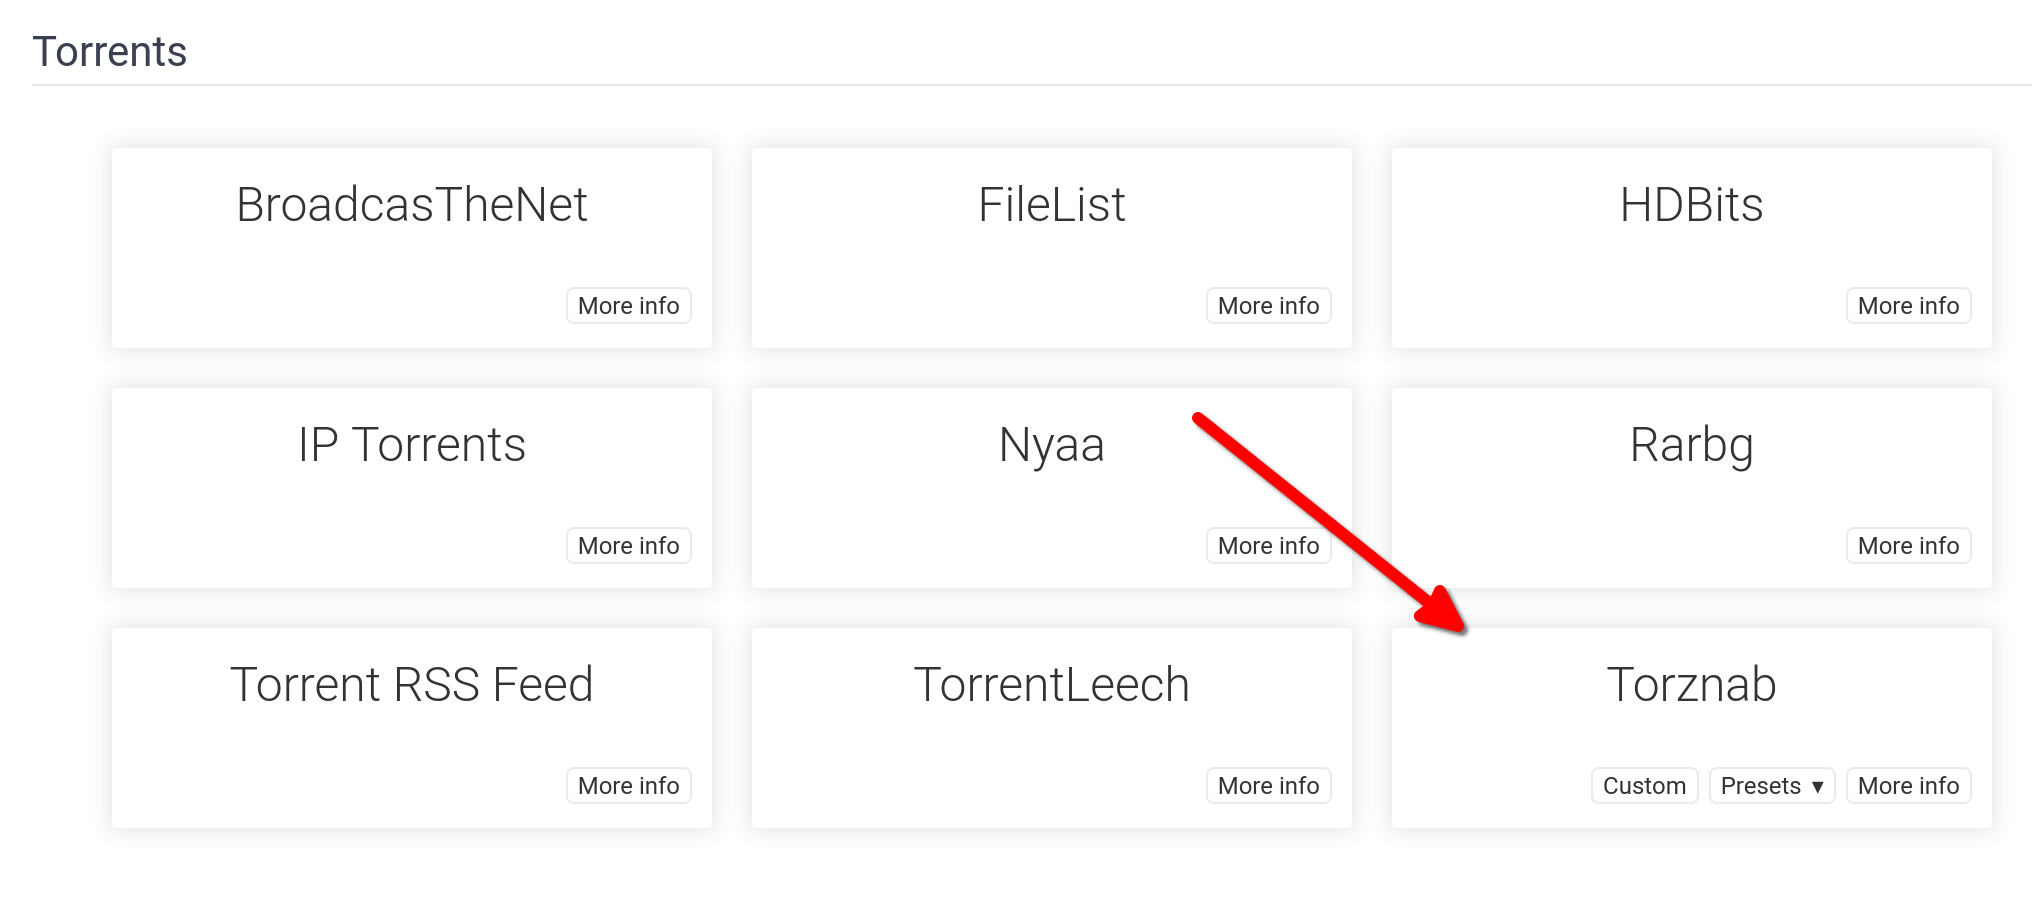 Torrents
BroadcasTheNet
More info
FileList
More info
HDBits
More info
IP Torrents
More info
Nyaa
More info
Rarbg
More info
Torrent RSS Feed
More info
TorrentLeech
More info
Torznab
Custom Presets ▼ More info